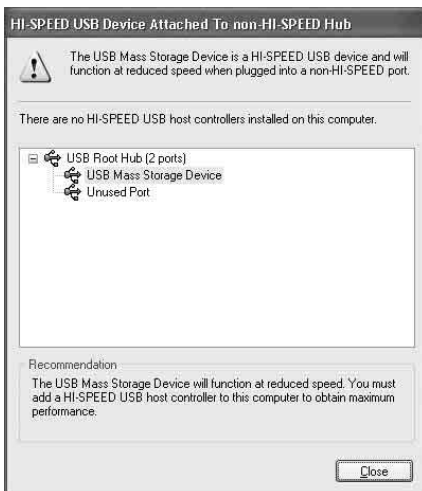 HI-SPEED USB Device Attached To non-HI-SPEED Hub
The USB Mass Storage Device is a HI-SPEED USB device and will
function at reduced speed when plugged into a non-HI-SPEED port.
There are no HI-SPEED USB host controllers installed on this computer.
USB Root Hub (2 ports)
USB Mass Storage Device
Unused Port
Recommendation
The USB Mass Storage Device will function at reduced speed. You must
add a HI-SPEED USB host controller to this computer to obtain maximum
performance.
Close